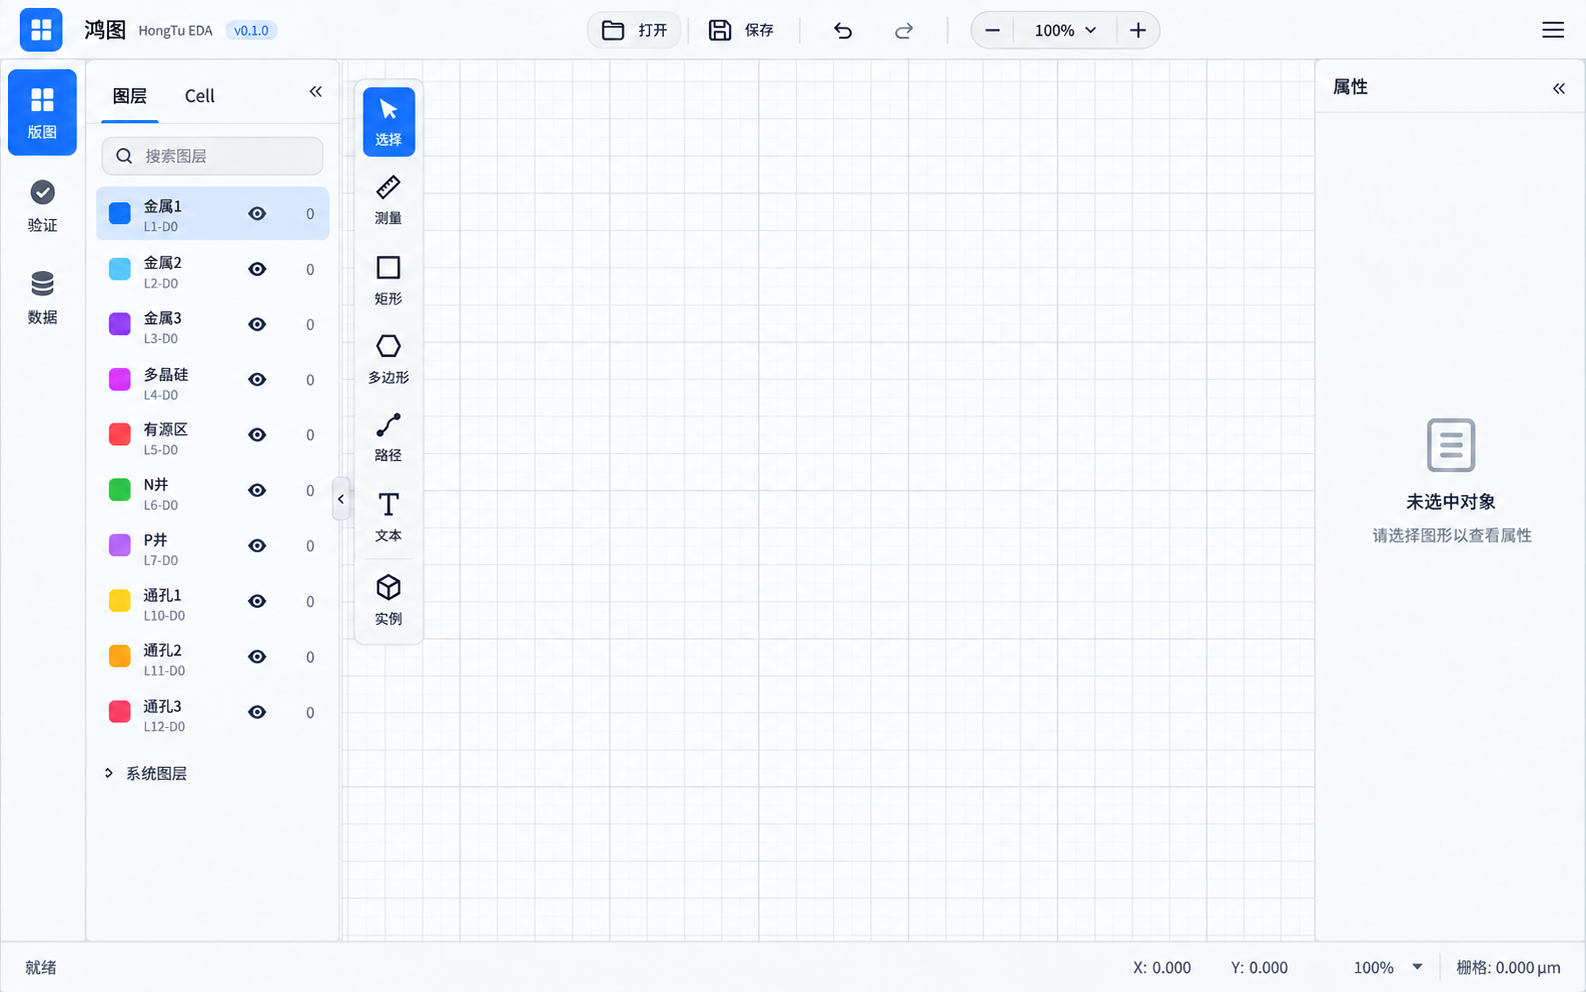 鸿图 HongTu EDA v0.1.0 打开 保存 100%
版图
验证
数据
图层 Cell
搜索图层
金属1 0
L1-D0
金属2 0
L2-D0
金属3 0
L3-D0
多晶硅 0
L4-D0
有源区 0
L5-D0
N井 0
L6-D0
P井 0
L7-D0
通孔1 0
L10-D0
通孔2 0
L11-D0
通孔3 0
L12-D0
系统图层
选择
测量
矩形
多边形
路径
文本
实例
属性
未选中对象
请选择图形以查看属性
就绪 X: 0.000 Y: 0.000 100% 栅格: 0.000 μm